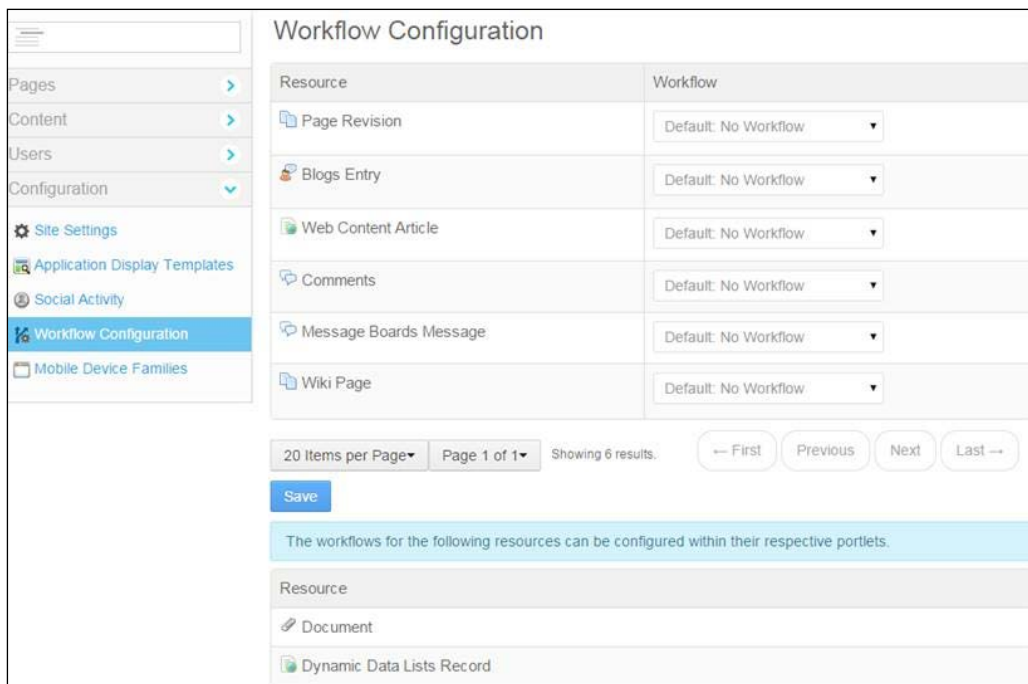 Workflow Configuration
Pages
Content
Users
Configuration
Site Settings
Application Display Templates
Social Activity
Workflow Configuration
Mobile Device Families
Resource Workflow
Page Revision Default: No Workflow
Blogs Entry Default: No Workflow
Web Content Article Default: No Workflow
Comments Default: No Workflow
Message Boards Message Default: No Workflow
Wiki Page Default: No Workflow
20 Items per Page Page 1 of 1 Showing 6 results. ← First Previous Next Last →
Save
The workflows for the following resources can be configured within their respective portlets.
Resource
Document
Dynamic Data Lists Record